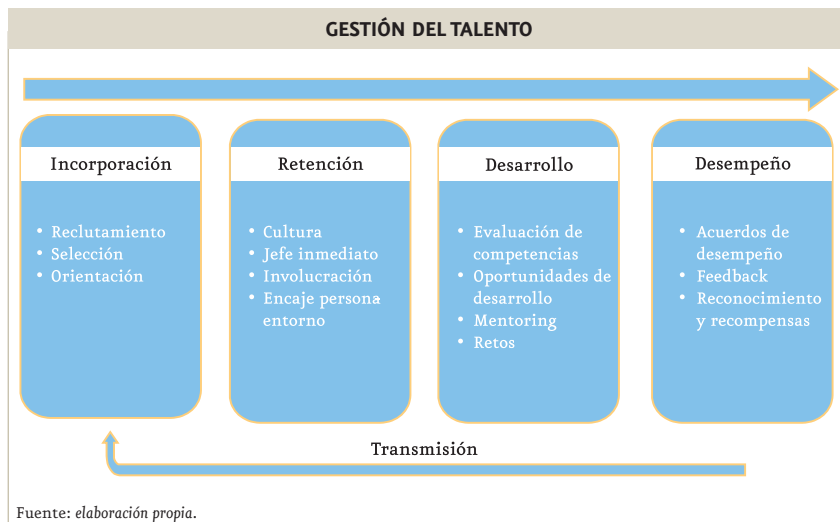 GESTIÓN DEL TALENTO
Incorporación
• Reclutamiento
• Selección
• Orientación
Retención
• Cultura
• Jefe inmediato
• Involucración
• Encaje persona
entorno
Desarrollo
• Evaluación de
competencias
• Oportunidades de
desarrollo
• Mentoring
• Retos
Desempeño
• Acuerdos de
desempeño
• Feedback
• Reconocimiento
y recompensas
Transmisión
Fuente: elaboración propia.